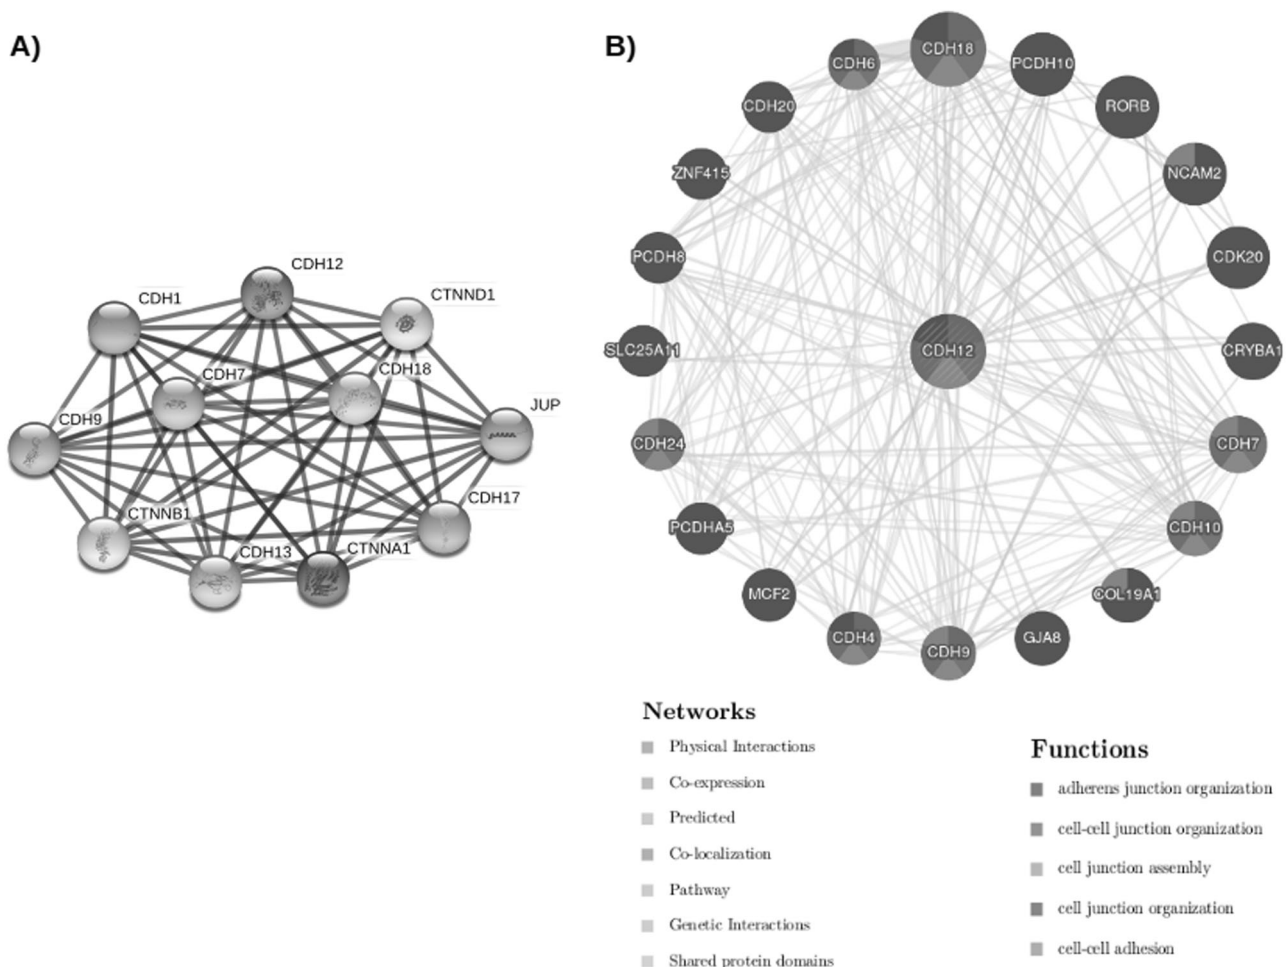 A)
CDH12
CDH1
CTNND1
CDH7
CDH18
CDH9
JUP
CTNNB1
CDH17
CDH13
CTNNA1
B)
CDH18
CDH6
PCDH10
CDH20
RORB
ZNF415
NCAM2
PCDH8
CDK20
SLC25A11
CDH12
CRYBA1
CDH24
CDH7
PCDHA5
CDH10
MCF2
COL19A1
CDH4
CDH9
GJA8
Networks
Physical Interactions
Co-expression
Predicted
Co-localization
Pathway
Genetic Interactions
Shared protein domains
Functions
adherens junction organization
cell-cell junction organization
cell junction assembly
cell junction organization
cell-cell adhesion